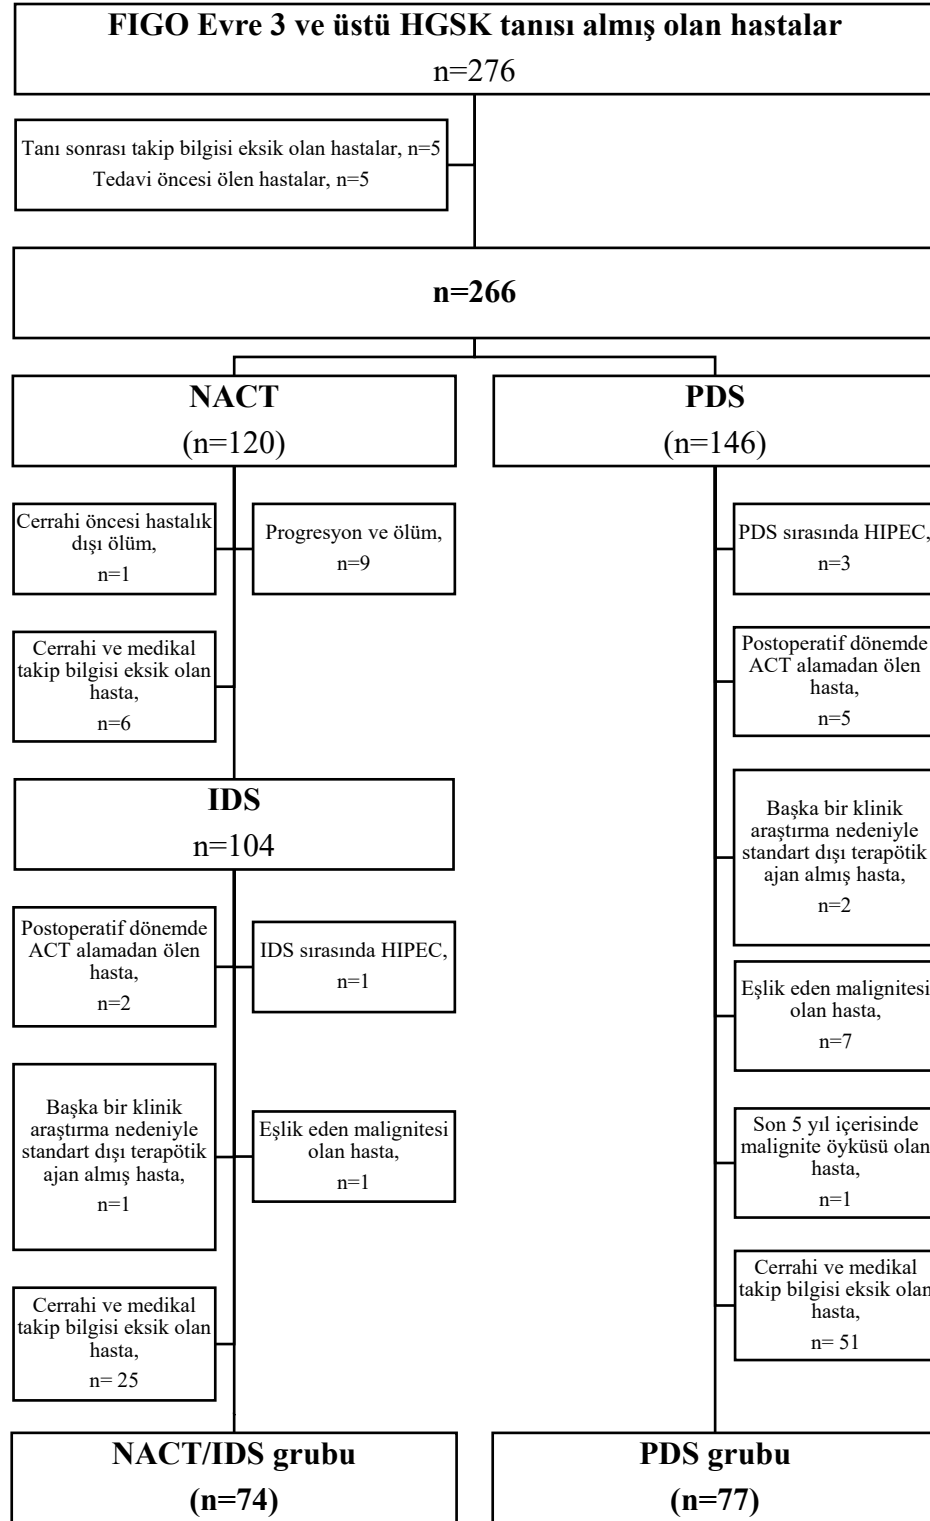 FIGO Evre 3 ve üstü HGSK tanısı almış olan hastalar
n=276
Tanı sonrası takip bilgisi eksik olan hastalar, n=5
Tedavi öncesi ölen hastalar, n=5
n=266
NACT
(n=120)
PDS
(n=146)
Cerrahi öncesi hastalık
dışı ölüm,
n=1
Progresyon ve ölüm,
n=9
Cerrahi ve medikal
takip bilgisi eksik olan
hasta,
n=6
IDS
n=104
Postoperatif dönemde
ACT alamadan ölen
hasta,
n=2
IDS sırasında HIPEC,
n=1
Başka bir klinik
araştırma nedeniyle
standart dışı terapötik
ajan almış hasta,
n=1
Eşlik eden malignitesi
olan hasta,
n=1
Cerrahi ve medikal
takip bilgisi eksik olan
hasta,
n= 25
NACT/IDS grubu
(n=74)
PDS sırasında HIPEC,
n=3
Postoperatif dönemde
ACT alamadan ölen
hasta,
n=5
Başka bir klinik
araştırma nedeniyle
standart dışı terapötik
ajan almış hasta,
n=2
Eşlik eden malignitesi
olan hasta,
n=7
Son 5 yıl içerisinde
malignite öyküsü olan
hasta,
n=1
Cerrahi ve medikal
takip bilgisi eksik olan
hasta,
n= 51
PDS grubu
(n=77)